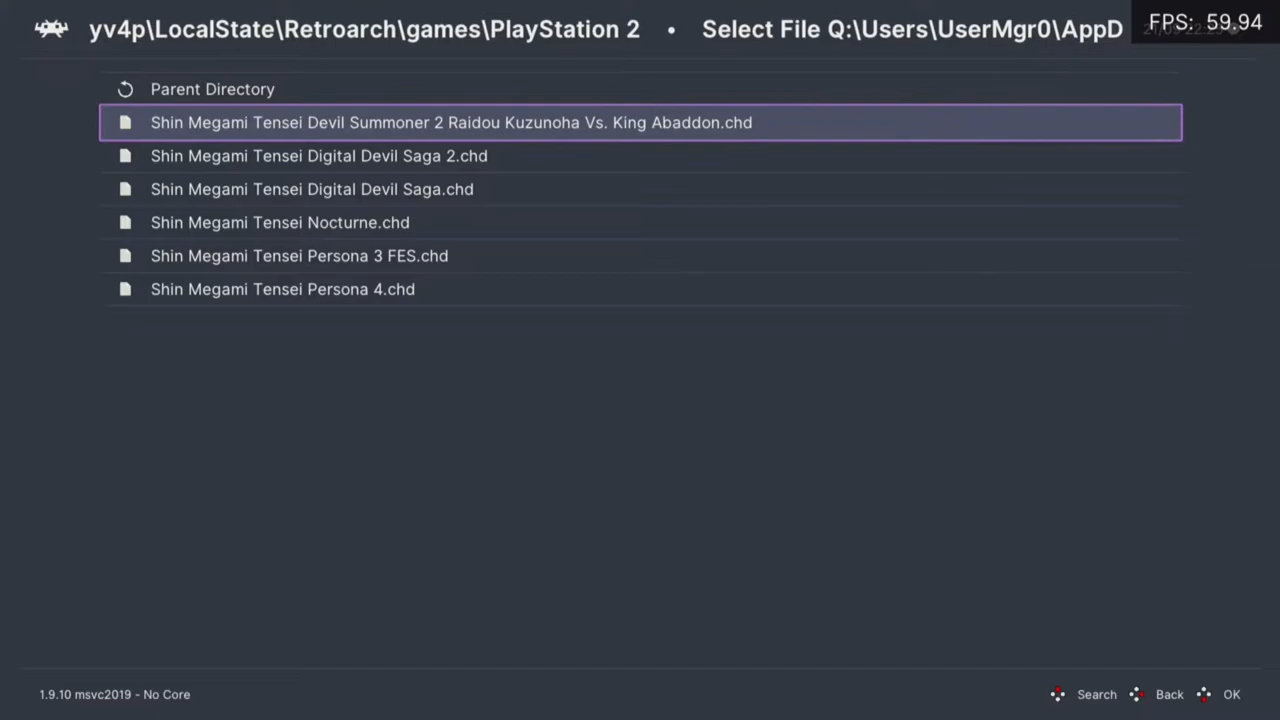 yv4p\LocalState\Retroarch\games\PlayStation 2 • Select File Q:\Users\UserMgr0\AppD
FPS: 59.94
Parent Directory
Shin Megami Tensei Devil Summoner 2 Raidou Kuzunoha Vs. King Abaddon.chd
Shin Megami Tensei Digital Devil Saga 2.chd
Shin Megami Tensei Digital Devil Saga.chd
Shin Megami Tensei Nocturne.chd
Shin Megami Tensei Persona 3 FES.chd
Shin Megami Tensei Persona 4.chd
1.9.10 msvc2019 - No Core
Search Back OK